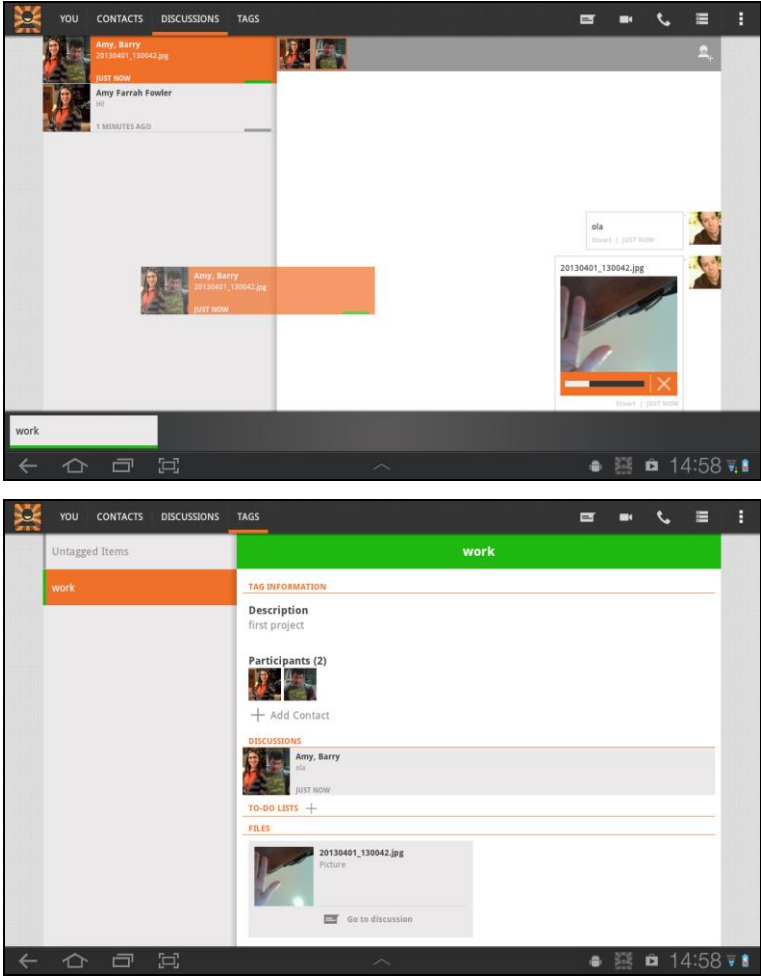 YOU CONTACTS DISCUSSIONS TAGS
Amy, Barry
20130401_130042.jpg
JUST NOW
Amy Farrah Fowler
Hi!
1 MINUTES AGO
ola
Stuart | JUST NOW
20130401_130042.jpg
Stuart | JUST NOW
Amy, Barry
20130401_130042.jpg
JUST NOW
work
14:58
YOU CONTACTS DISCUSSIONS TAGS
Untagged Items
work
work
TAG INFORMATION
Description
first project
Participants (2)
Add Contact
DISCUSSIONS
Amy, Barry
ola
JUST NOW
TO-DO LISTS
FILES
20130401_130042.jpg
Picture
Go to discussion
14:58